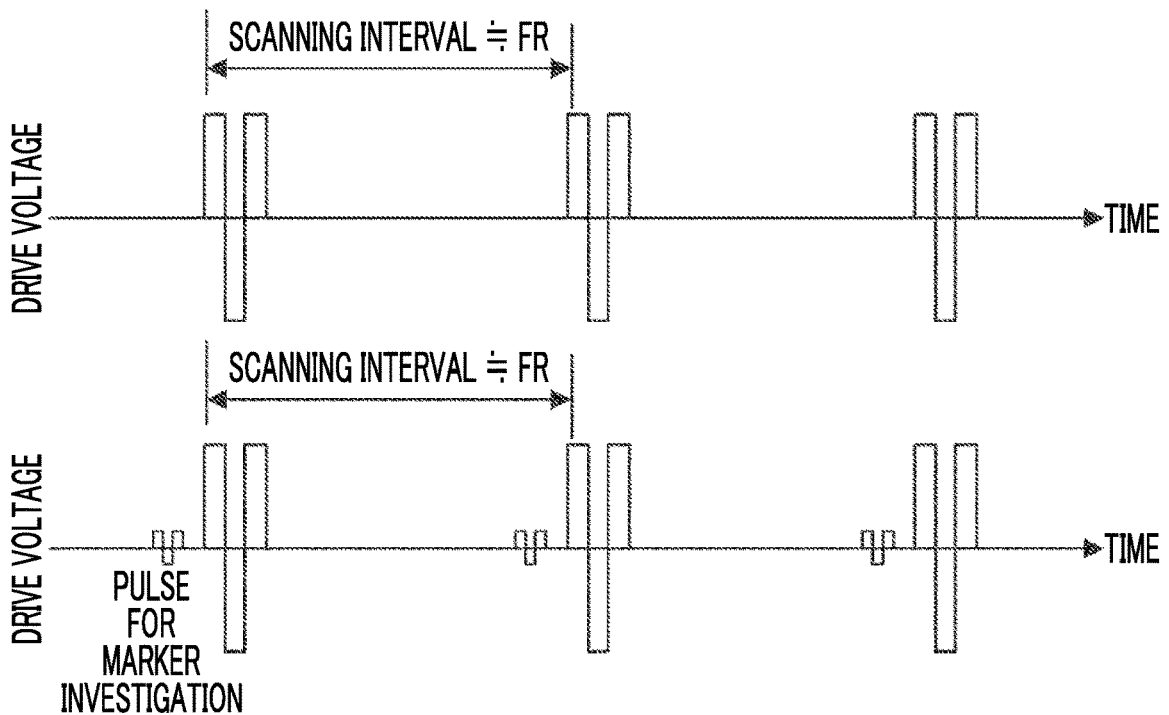 SCANNING INTERVAL ≒ FR
DRIVE VOLTAGE
TIME
SCANNING INTERVAL ≒ FR
DRIVE VOLTAGE
TIME
PULSE
FOR
MARKER
INVESTIGATION